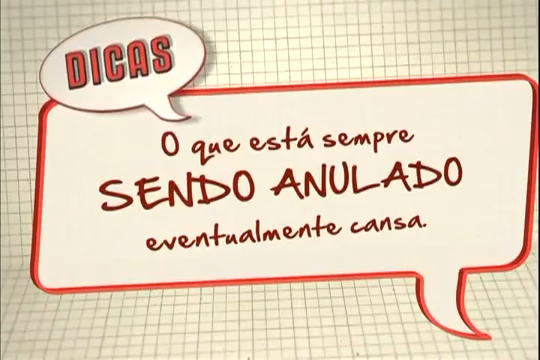 DICAS
O que está sempre
SENDO ANULADO
eventualmente cansa.